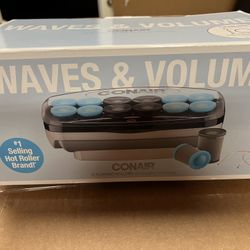 WAVES & VOLUM
CONAIR
WAVES & VOLUM
#1
Selling
Hot Roller
Brand!
CONAIR